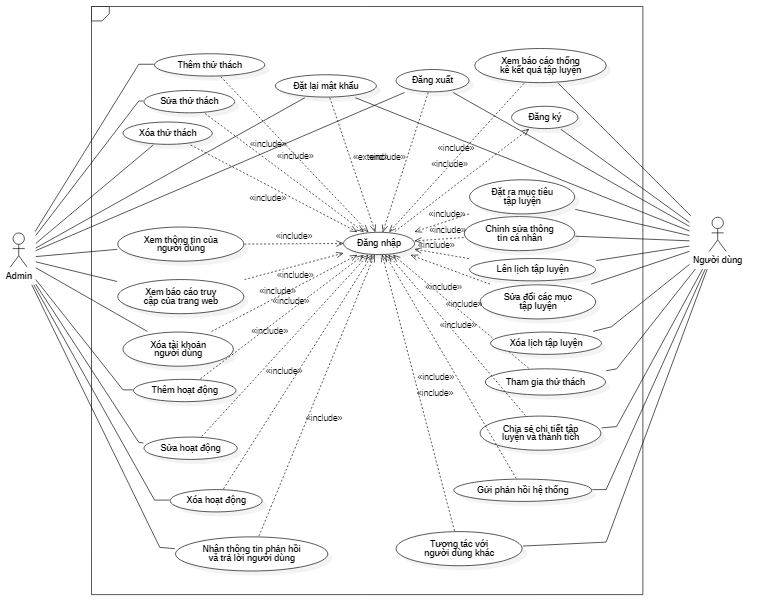 Thêm thử thách
Sửa thử thách
Xóa thử thách
Đặt lại mật khẩu
Đăng xuất
Xem báo cáo thống
kê kết quả tập luyện
Đăng ký
«include»
«include»
«include»
«extend»
«include»
«include»
«include»
Đặt ra mục tiêu
tập luyện
Chỉnh sửa thông
tin cá nhân
Lên lịch tập luyện
Sửa đổi các mục
tập luyện
Xóa lịch tập luyện
Tham gia thử thách
Chia sẻ chi tiết tập
luyện và thành tích
Gửi phản hồi hệ thống
Tương tác với
người dùng khác
Xem thông tin của
người dùng
«include»
Đăng nhập
«include»
«include»
«include»
Admin
Người dùng
Xem báo cáo truy
cập của trang web
«include»
«include»
«include»
«include»
«include»
«include»
Xóa tài khoản
người dùng
«include»
«include»
Thêm hoạt động
«include»
«include»
«include»
Sửa hoạt động
«include»
Xóa hoạt động
Nhận thông tin phản hồi
và trả lời người dùng